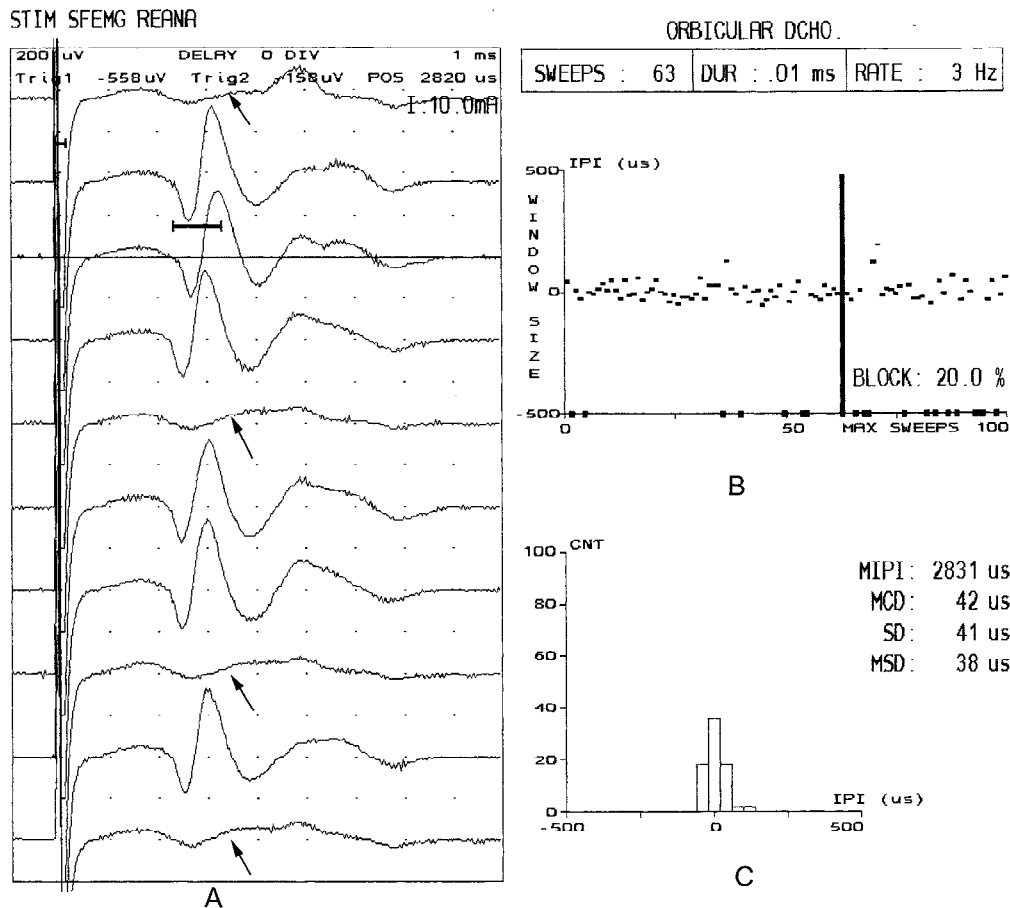 STIM SFEMG REANA
200 uV DELAY 0 DIV 1 ms
Trig1 -558uV Trig2 -158uV POS 2820 us
I:10.0mA
A
ORBICULAR DCHO.
SWEEPS : 63 DUR : .01 ms RATE : 3 Hz
IPI (us)
500
WINDOW SIZE
0
BLOCK: 20.0 %
-500
0 50 MAX SWEEPS 100
B
100 CNT
80
60
40
20
0
MIPI: 2831 us
MCD: 42 us
SD: 41 us
MSD: 38 us
IPI (us)
-500 0 500
C